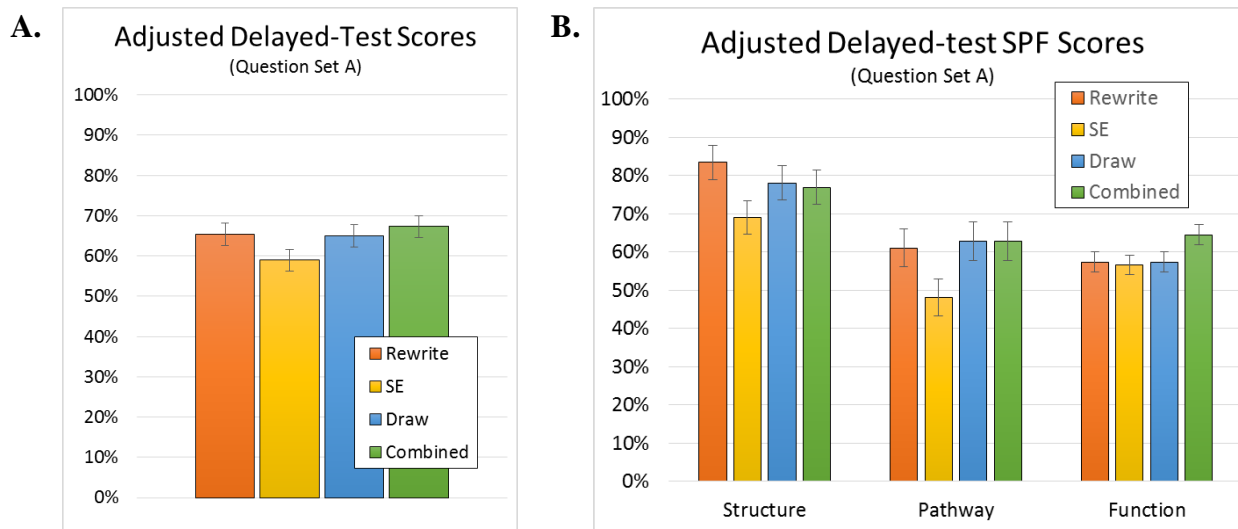 A.
Adjusted Delayed-Test Scores
(Question Set A)
100%
90%
80%
70%
60%
50%
40%
30%
20%
10%
0%
Rewrite
SE
Draw
Combined
B.
Adjusted Delayed-test SPF Scores
(Question Set A)
100%
90%
80%
70%
60%
50%
40%
30%
20%
10%
0%
Rewrite
SE
Draw
Combined
Structure
Pathway
Function